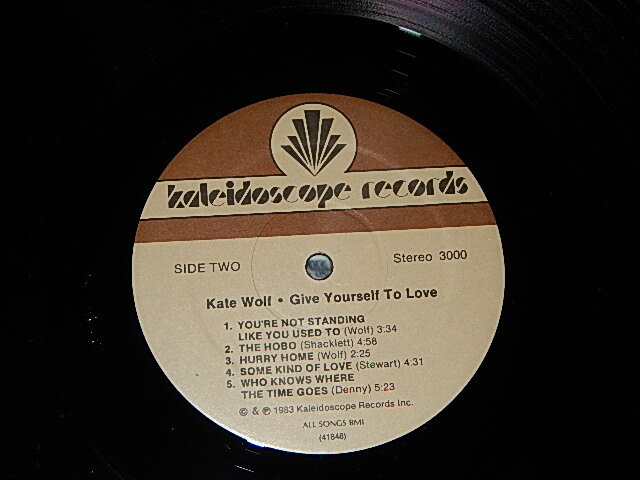 kaleidoscope records
SIDE TWO
Stereo 3000
Kate Wolf • Give Yourself To Love
1. YOU'RE NOT STANDING
LIKE YOU USED TO (Wolf) 3:34
2. THE HOBO (Shacklett) 4:58
3. HURRY HOME (Wolf) 2:25
4. SOME KIND OF LOVE (Stewart) 4:31
5. WHO KNOWS WHERE
THE TIME GOES (Denny) 5:23
© & ℗ 1983 Kaleidoscope Records Inc.
ALL SONGS BMI
(41848)